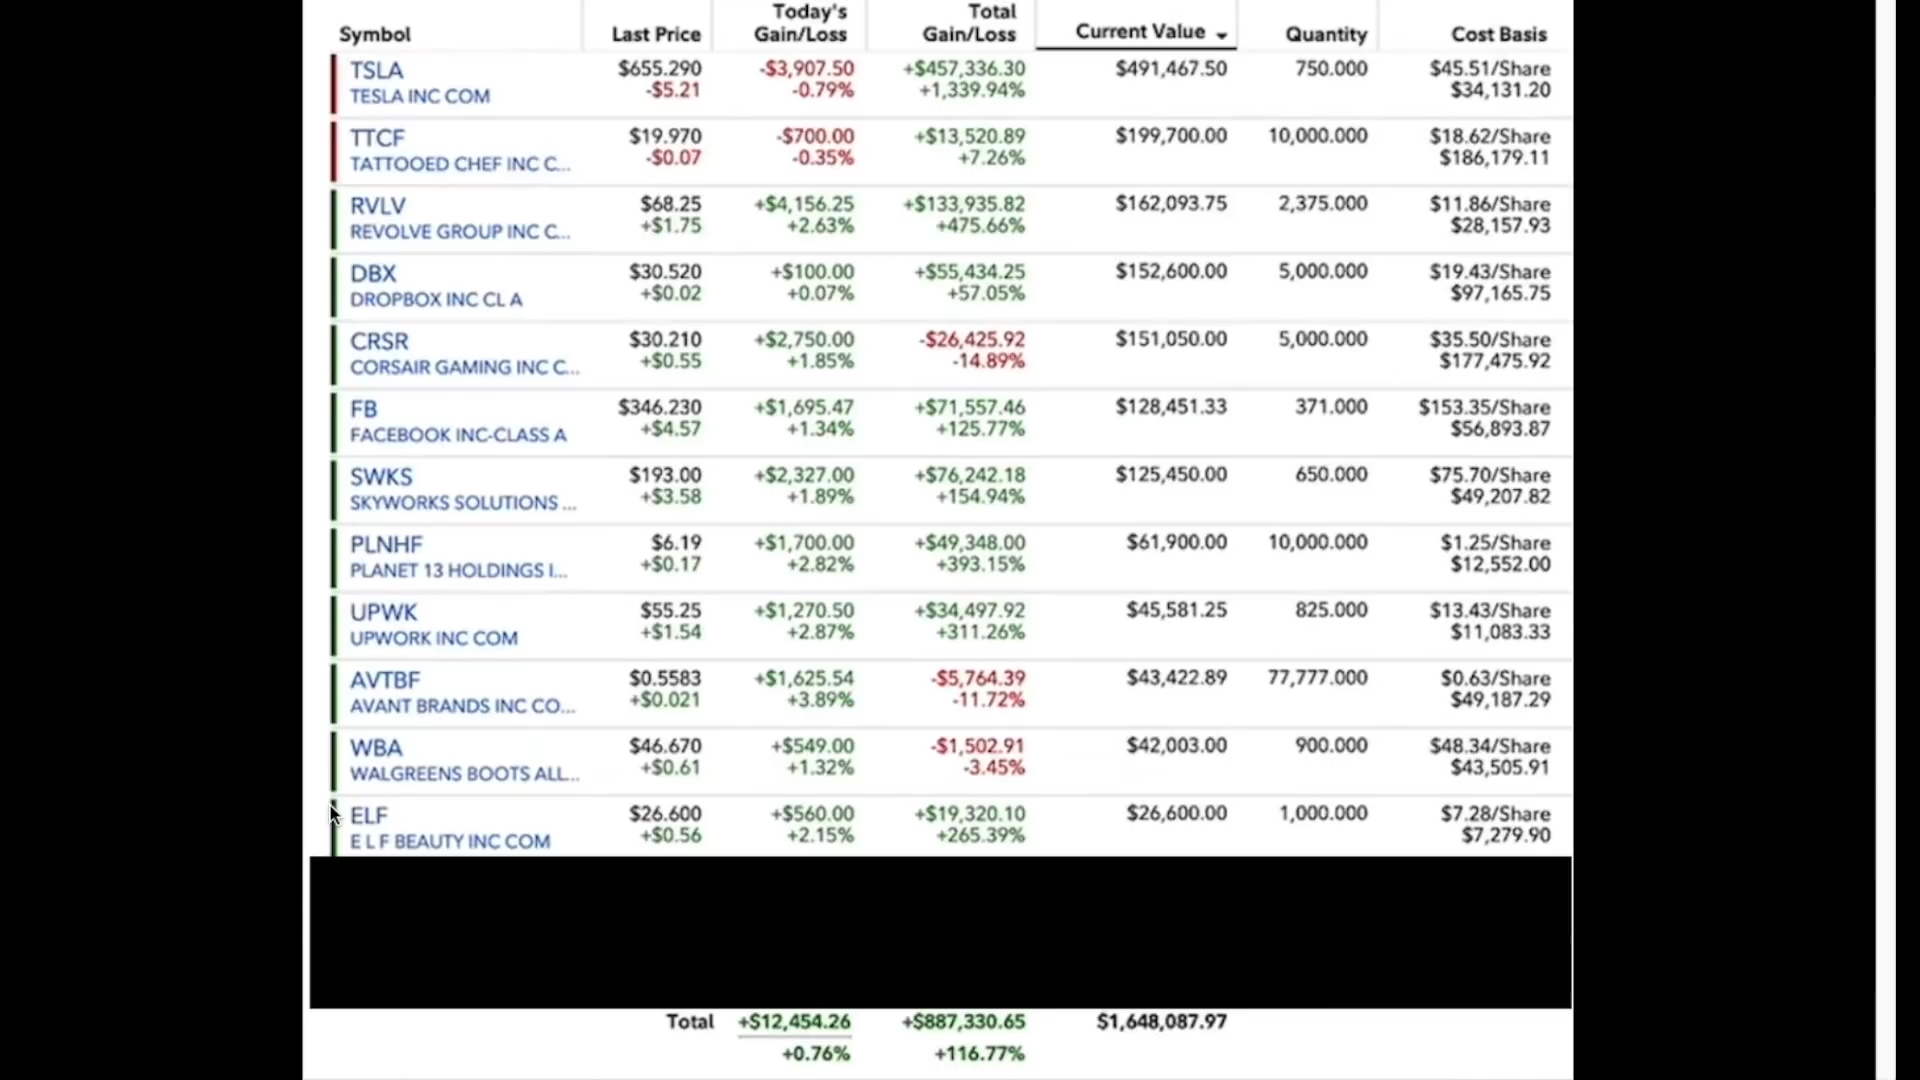 Symbol Last Price Today's Gain/Loss Total Gain/Loss Current Value Quantity Cost Basis
TSLA $655.290 -$3,907.50 +$457,336.30 $491,467.50 750.000 $45.51/Share
TESLA INC COM -$5.21 -0.79% +1,339.94% $34,131.20
TTCF $19.970 -$700.00 +$13,520.89 $199,700.00 10,000.000 $18.62/Share
TATTOOED CHEF INC C... -$0.07 -0.35% +7.26% $186,179.11
RVLV $68.25 +$4,156.25 +$133,935.82 $162,093.75 2,375.000 $11.86/Share
REVOLVE GROUP INC C... +$1.75 +2.63% +475.66% $28,157.93
DBX $30.520 +$100.00 +$55,434.25 $152,600.00 5,000.000 $19.43/Share
DROPBOX INC CL A +$0.02 +0.07% +57.05% $97,165.75
CRSR $30.210 +$2,750.00 -$26,425.92 $151,050.00 5,000.000 $35.50/Share
CORSAIR GAMING INC C... +$0.55 +1.85% -14.89% $177,475.92
FB $346.230 +$1,695.47 +$71,557.46 $128,451.33 371.000 $153.35/Share
FACEBOOK INC-CLASS A +$4.57 +1.34% +125.77% $56,893.87
SWKS $193.00 +$2,327.00 +$76,242.18 $125,450.00 650.000 $75.70/Share
SKYWORKS SOLUTIONS ... +$3.58 +1.89% +154.94% $49,207.82
PLNHF $6.19 +$1,700.00 +$49,348.00 $61,900.00 10,000.000 $1.25/Share
PLANET 13 HOLDINGS I... +$0.17 +2.82% +393.15% $12,552.00
UPWK $55.25 +$1,270.50 +$34,497.92 $45,581.25 825.000 $13.43/Share
UPWORK INC COM +$1.54 +2.87% +311.26% $11,083.33
AVTBF $0.5583 +$1,625.54 -$5,764.39 $43,422.89 77,777.000 $0.63/Share
AVANT BRANDS INC CO... +$0.021 +3.89% -11.72% $49,187.29
WBA $46.670 +$549.00 -$1,502.91 $42,003.00 900.000 $48.34/Share
WALGREENS BOOTS ALL... +$0.61 +1.32% -3.45% $43,505.91
ELF $26.600 +$560.00 +$19,320.10 $26,600.00 1,000.000 $7.28/Share
E L F BEAUTY INC COM +$0.56 +2.15% +265.39% $7,279.90
Total +$12,454.26 +$887,330.65 $1,648,087.97
+0.76% +116.77%